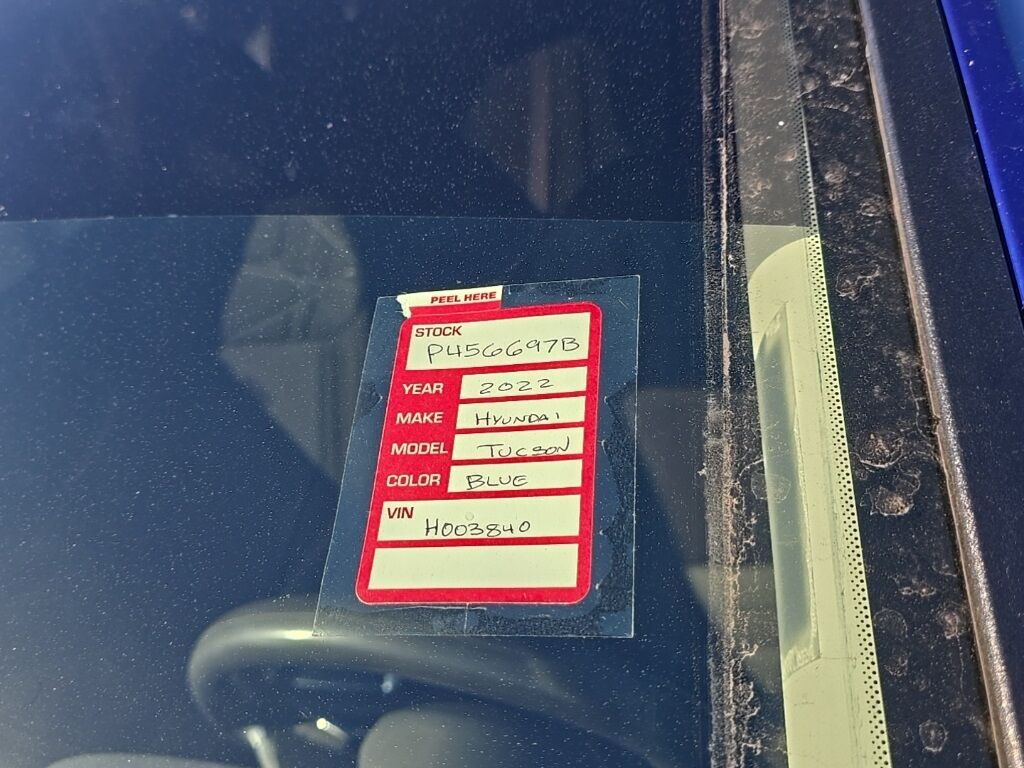 PEEL HERE
STOCK
P456697B
YEAR 2022
MAKE HYUNDAI
MODEL TUCSON
COLOR BLUE
VIN
H003840